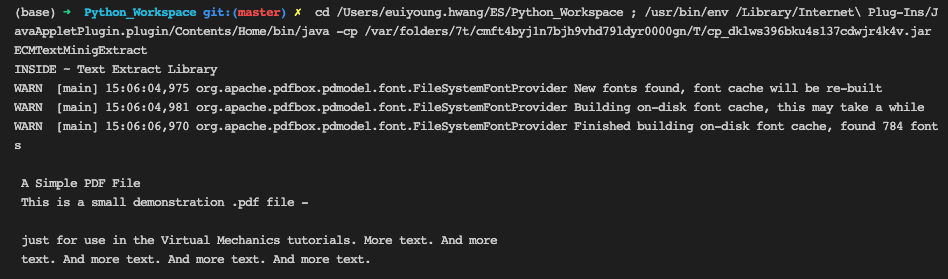 (base) ➜  Python_Workspace git:(master) ✗  cd /Users/euiyoung.hwang/ES/Python_Workspace ; /usr/bin/env /Library/Internet\ Plug-Ins/J
avaAppletPlugin.plugin/Contents/Home/bin/java -cp /var/folders/7t/cmft4byj1n7bjh9vhd79ldyr0000gn/T/cp_dklws396bku4s137cdwjr4k4v.jar
ECMTextMinigExtract
INSIDE ~ Text Extract Library
WARN  [main] 15:06:04,975 org.apache.pdfbox.pdmodel.font.FileSystemFontProvider New fonts found, font cache will be re-built
WARN  [main] 15:06:04,981 org.apache.pdfbox.pdmodel.font.FileSystemFontProvider Building on-disk font cache, this may take a while
WARN  [main] 15:06:06,970 org.apache.pdfbox.pdmodel.font.FileSystemFontProvider Finished building on-disk font cache, found 784 font
s
A Simple PDF File
This is a small demonstration .pdf file -
just for use in the Virtual Mechanics tutorials. More text. And more
text. And more text. And more text. And more text.